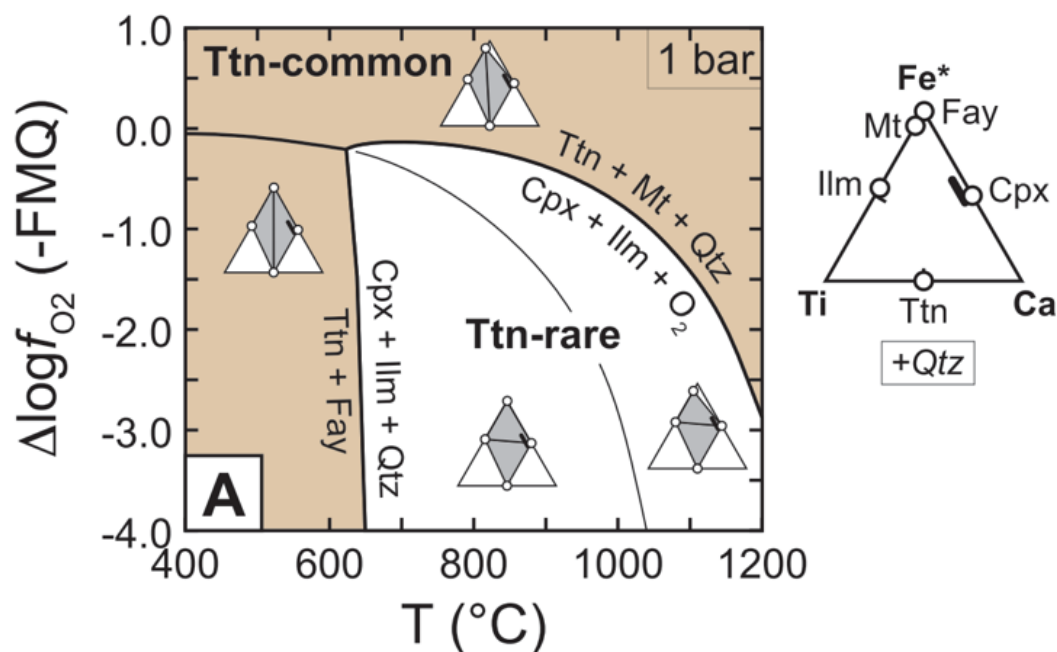 1.0
0.0
-1.0
-2.0
-3.0
-4.0
Δlogf O2 (-FMQ)
400
600
800
1000
1200
T (°C)
Ttn-common
1 bar
Ttn + Mt + Qtz
Cpx + Ilm + O2
Ttn + Fay
Cpx + Ilm + Qtz
Ttn-rare
A
Fe*
Mt
Fay
Ilm
Cpx
Ti
Ttn
Ca
+Qtz